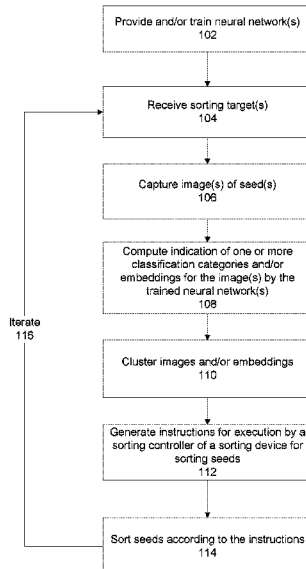 Provide and/or train neural network(s)
102
Receive sorting target(s)
104
Capture image(s) of seed(s)
106
Compute indication of one or more
classification categories and/or
embeddings for the image(s) by the
trained neural network(s)
108
Iterate
116
Cluster images and/or embeddings
110
Generate instructions for execution by a
sorting controller of a sorting device for
sorting seeds
112
Sort seeds according to the instructions
114